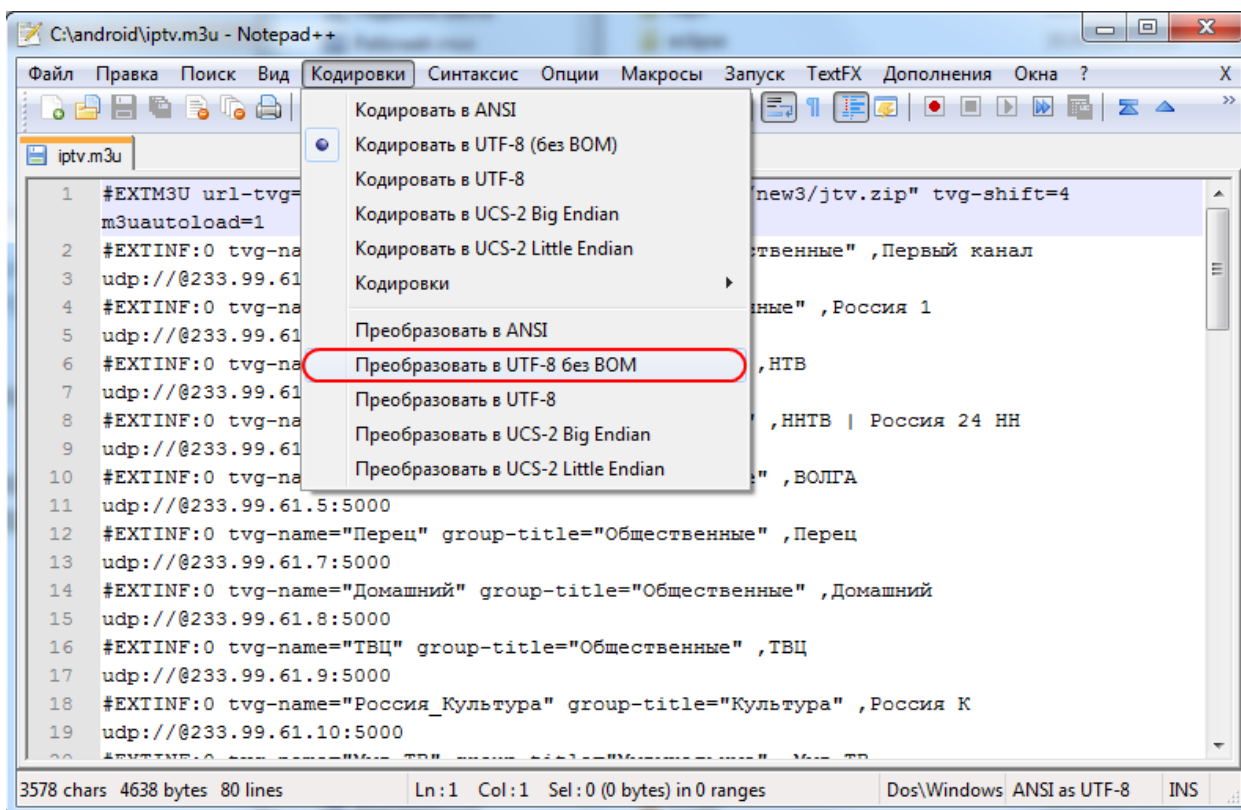 C:\android\iptv.m3u - Notepad++
Файл Правка Поиск Вид Кодировки Синтаксис Опции Макросы Запуск TextFX Дополнения Окна ? X
iptv.m3u
Кодировать в ANSI
Кодировать в UTF-8 (без BOM)
Кодировать в UTF-8
Кодировать в UCS-2 Big Endian
Кодировать в UCS-2 Little Endian
Кодировки
Преобразовать в ANSI
Преобразовать в UTF-8 без BOM
Преобразовать в UTF-8
Преобразовать в UCS-2 Big Endian
Преобразовать в UCS-2 Little Endian
1 #EXTM3U url-tvg= new3/jtv.zip" tvg-shift=4
m3uautoload=1
2 #EXTINF:0 tvg-na твенные" ,Первый канал
3 udp://@233.99.61
4 #EXTINF:0 tvg-na нные" ,Россия 1
5 udp://@233.99.61
6 #EXTINF:0 tvg-na ,НТВ
7 udp://@233.99.61
8 #EXTINF:0 tvg-na ,ННТВ | Россия 24 НН
9 udp://@233.99.61
10 #EXTINF:0 tvg-na " ,ВОЛГА
11 udp://@233.99.61.5:5000
12 #EXTINF:0 tvg-name="Перец" group-title="Общественные" ,Перец
13 udp://@233.99.61.7:5000
14 #EXTINF:0 tvg-name="Домашний" group-title="Общественные" ,Домашний
15 udp://@233.99.61.8:5000
16 #EXTINF:0 tvg-name="ТВЦ" group-title="Общественные" ,ТВЦ
17 udp://@233.99.61.9:5000
18 #EXTINF:0 tvg-name="Россия_Культура" group-title="Культура" ,Россия К
19 udp://@233.99.61.10:5000
3578 chars 4638 bytes 80 lines Ln : 1 Col : 1 Sel : 0 (0 bytes) in 0 ranges Dos\Windows ANSI as UTF-8 INS